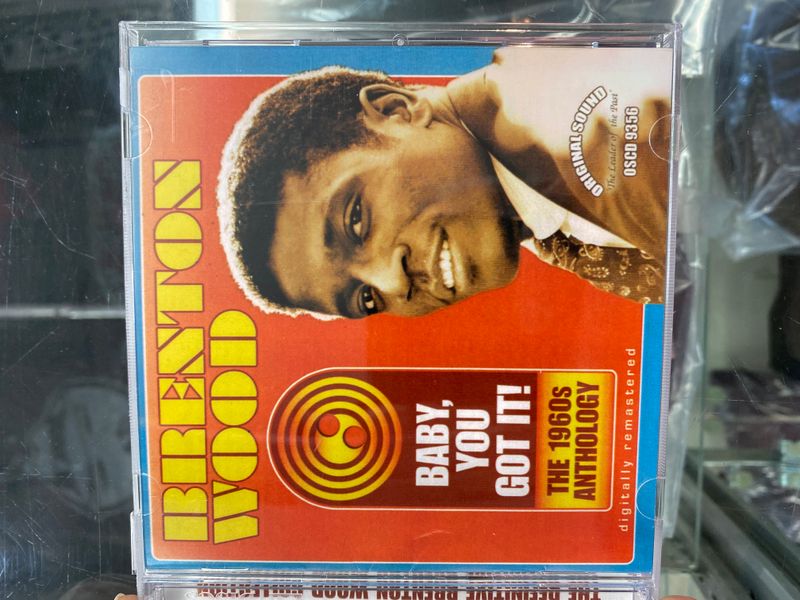 BRENTON
WOOD
ORIGINAL SOUND
"The Leader of the Past"
OSCD 9356
BABY,
YOU
GOT IT!
THE 1960s
ANTHOLOGY
digitally remastered
THE DEFINITIVE BRENTON WOOD COLLECTION